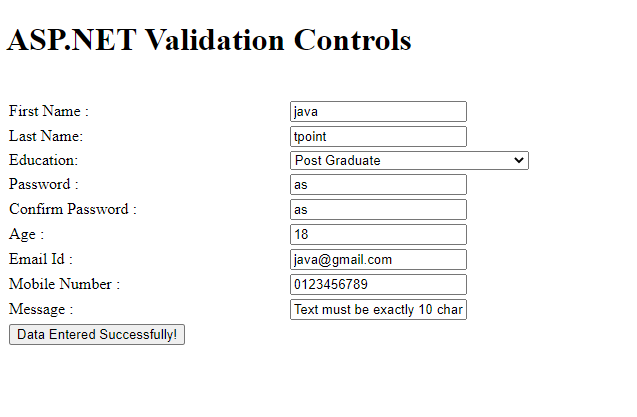 ASP.NET Validation Controls
First Name : java
Last Name: tpoint
Education: Post Graduate
Password : as
Confirm Password : as
Age : 18
Email Id : java@gmail.com
Mobile Number : 0123456789
Message : Text must be exactly 10 char
Data Entered Successfully!